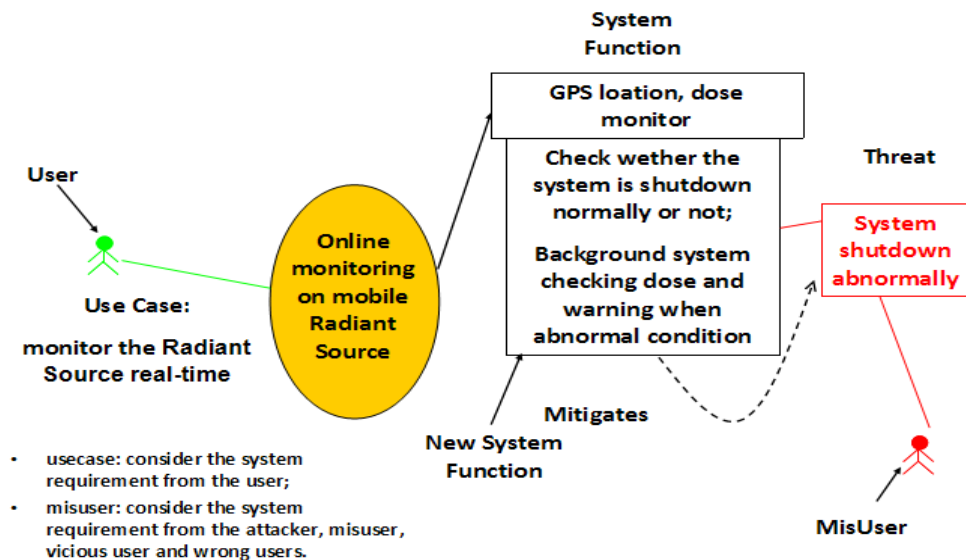 System
Function
GPS loation, dose
monitor
User
Check wether the
system is shutdown
normally or not;
Background system
checking dose and
warning when
abnormal condition
Threat
System
shutdown
abnormally
Online
monitoring
on mobile
Radiant
Source
Use Case:
monitor the Radiant
Source real-time
Mitigates
New System
Function
MisUser
• usecase: consider the system
requirement from the user;
• misuser: consider the system
requirement from the attacker, misuser,
vicious user and wrong users.